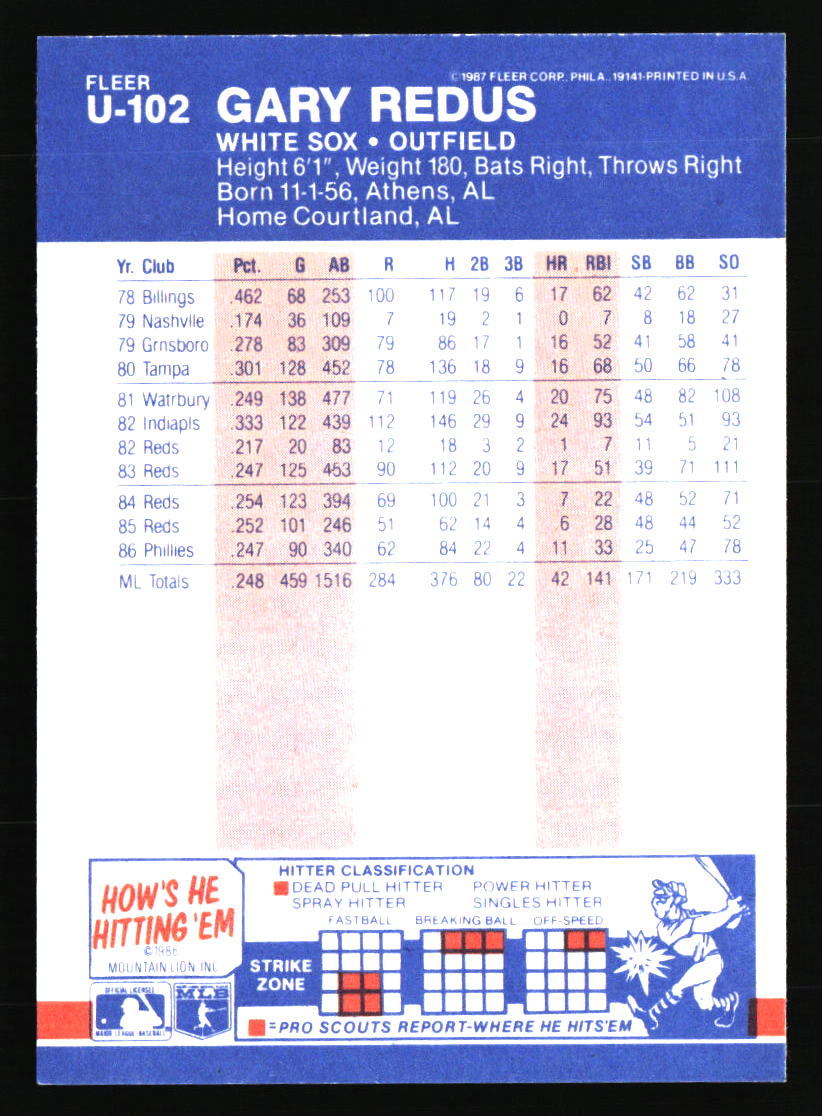 FLEER
©1987 FLEER CORP. PHILA., 19141-PRINTED IN U.S.A.
U-102 GARY REDUS
WHITE SOX • OUTFIELD
Height 6'1", Weight 180, Bats Right, Throws Right
Born 11-1-56, Athens, AL
Home Courtland, AL
Yr. Club Pct. G AB R H 2B 3B HR RBI SB BB SO
78 Billings .462 68 253 100 117 19 6 17 62 42 62 31
79 Nashvlle .174 36 109 7 19 2 1 0 7 8 18 27
79 Grnsboro .278 83 309 79 86 17 1 16 52 41 58 41
80 Tampa .301 128 452 78 136 18 9 16 68 50 66 78
81 Watrbury .249 138 477 71 119 26 4 20 75 48 82 108
82 Indiapls .333 122 439 112 146 29 9 24 93 54 51 93
82 Reds .217 20 83 12 18 3 2 1 7 11 5 21
83 Reds .247 125 453 90 112 20 9 17 51 39 71 111
84 Reds .254 123 394 69 100 21 3 7 22 48 52 71
85 Reds .252 101 246 51 62 14 4 6 28 48 44 52
86 Phillies .247 90 340 62 84 22 4 11 33 25 47 78
ML Totals .248 459 1516 284 376 80 22 42 141 171 219 333
HOW'S HE
HITTING 'EM
©1986
MOUNTAIN LION INC
HITTER CLASSIFICATION
DEAD PULL HITTER POWER HITTER
SPRAY HITTER SINGLES HITTER
FASTBALL BREAKING BALL OFF-SPEED
STRIKE
ZONE
OFFICIAL LICENSEE
MAJOR LEAGUE BASEBALL
MLB
=PRO SCOUTS REPORT-WHERE HE HITS'EM